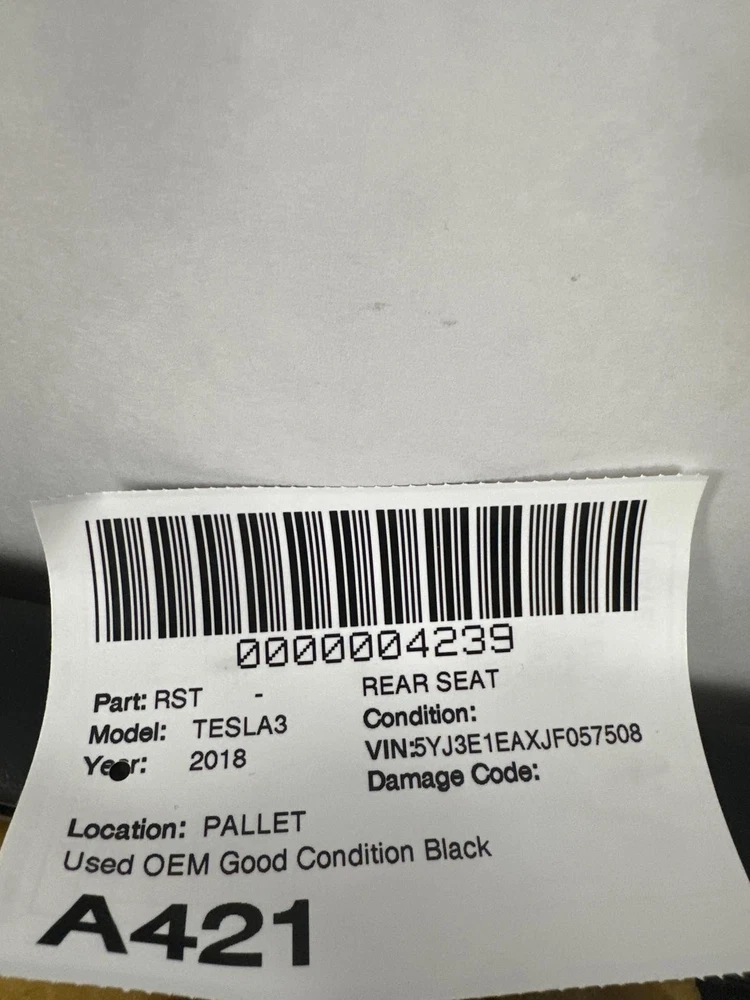 0000004239
Part: RST - REAR SEAT
Model: TESLA3 Condition:
Year: 2018 VIN:5YJ3E1EAXJF057508
Damage Code:
Location: PALLET
Used OEM Good Condition Black
A421